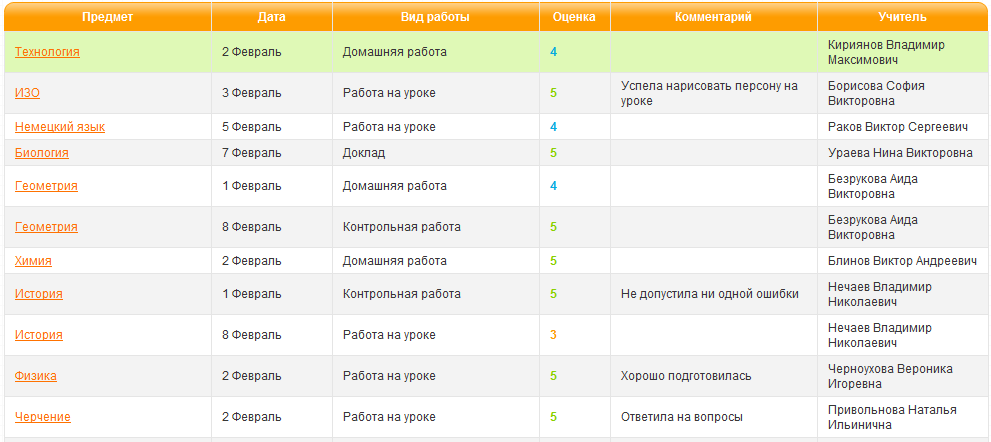 Предмет Дата Вид работы Оценка Комментарий Учитель
Технология 2 Февраль Домашняя работа 4 Кириянов Владимир
Максимович
ИЗО 3 Февраль Работа на уроке 5 Успела нарисовать персону на Борисова София
уроке Викторовна
Немецкий язык 5 Февраль Работа на уроке 4 Раков Виктор Сергеевич
Биология 7 Февраль Доклад 5 Ураева Нина Викторовна
Геометрия 1 Февраль Домашняя работа 4 Безрукова Аида
Викторовна
Геометрия 8 Февраль Контрольная работа 5 Безрукова Аида
Викторовна
Химия 2 Февраль Домашняя работа 5 Блинов Виктор Андреевич
История 1 Февраль Контрольная работа 5 Не допустила ни одной ошибки Нечаев Владимир
Николаевич
История 8 Февраль Работа на уроке 3 Нечаев Владимир
Николаевич
Физика 2 Февраль Работа на уроке 5 Хорошо подготовилась Черноухова Вероника
Игоревна
Черчение 2 Февраль Работа на уроке 5 Ответила на вопросы Привольнова Наталья
Ильинична